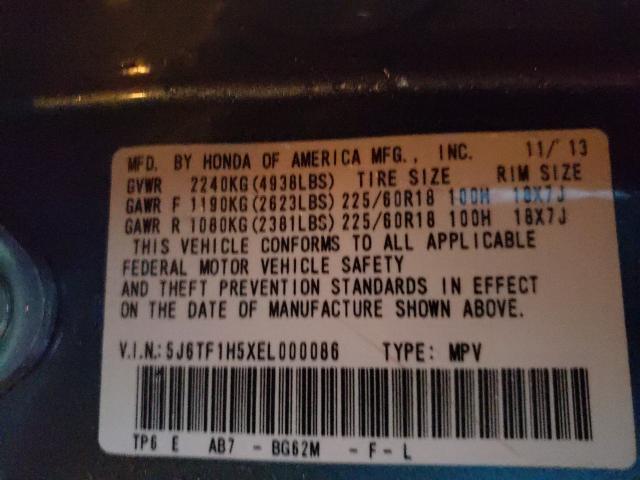 MFD. BY HONDA OF AMERICA MFG., INC. 11/ 13
GVWR 2240KG(4938LBS) TIRE SIZE RIM SIZE
GAWR F 1190KG(2623LBS) 225/60R18 100H 18X7J
GAWR R 1080KG(2381LBS) 225/60R18 100H 18X7J
THIS VEHICLE CONFORMS TO ALL APPLICABLE
FEDERAL MOTOR VEHICLE SAFETY
AND THEFT PREVENTION STANDARDS IN EFFECT
ON THE DATE OF MANUFACTURE SHOWN ABOVE.
V.I.N.: 5J6TF1H5XEL000086 TYPE: MPV
TP6 E AB7 - BG62M - F - L